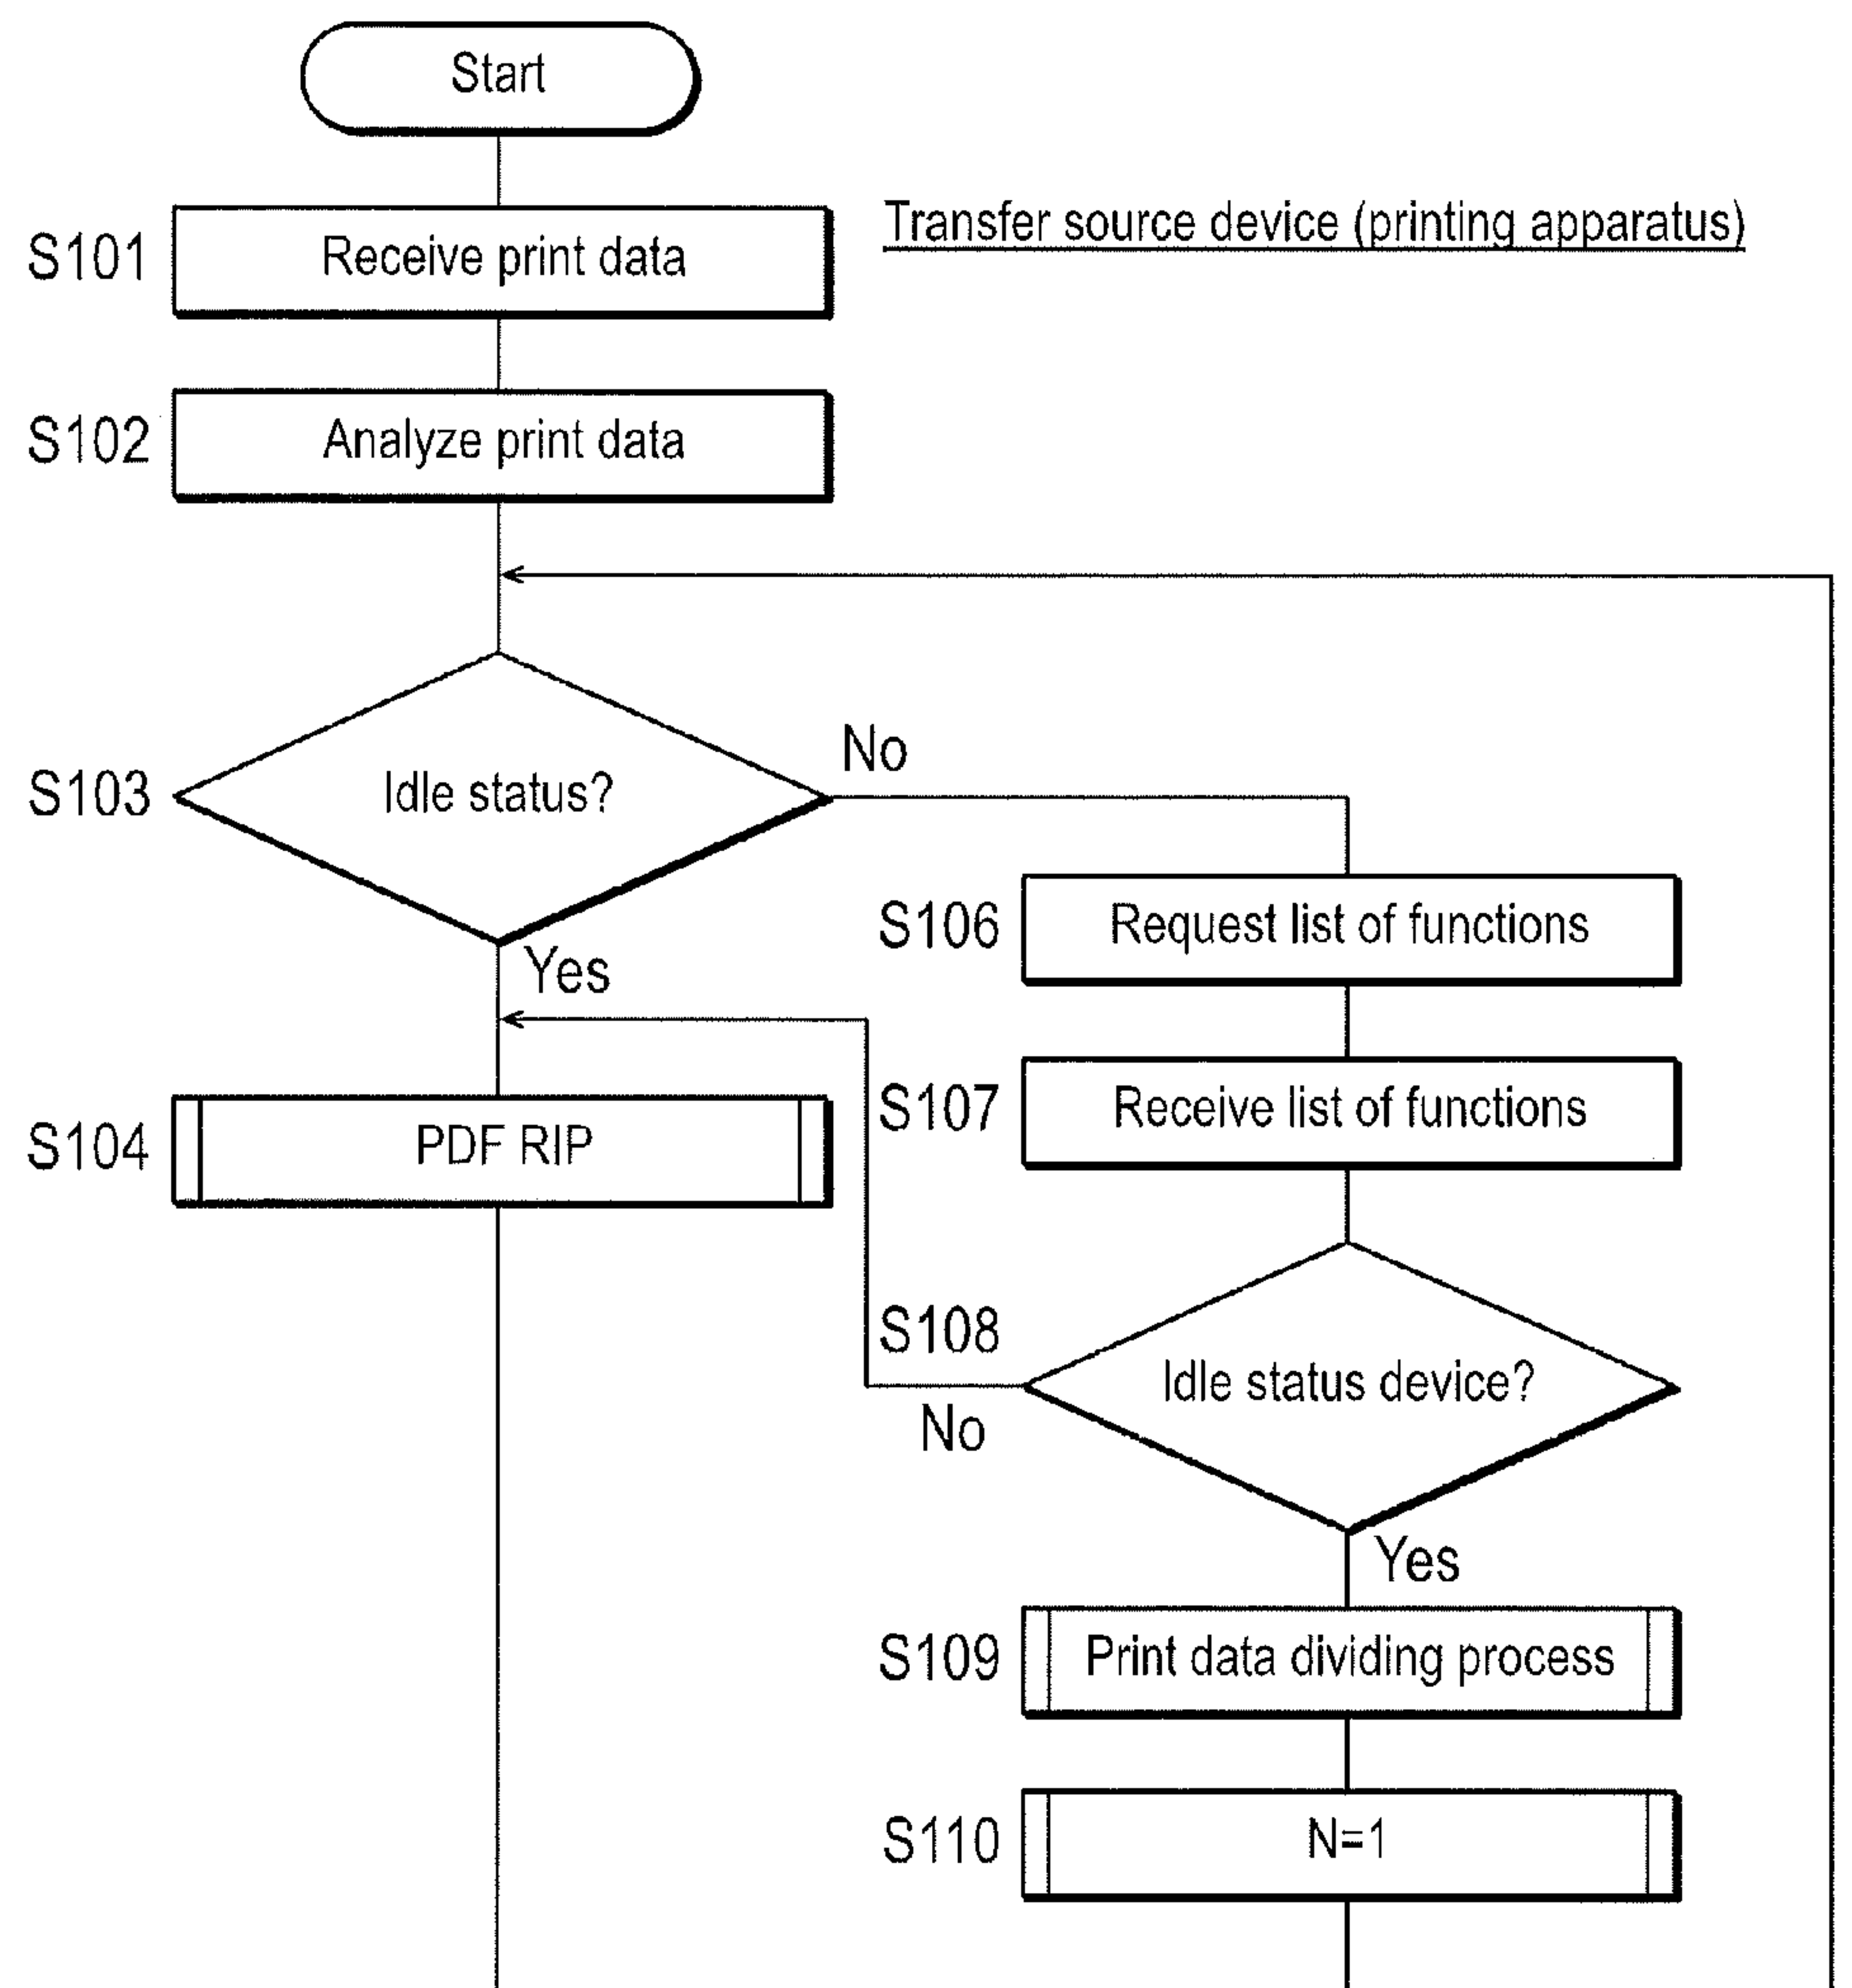 Start
Transfer source device (printing apparatus)
S101
Receive print data
S102
Analyze print data
S103
Idle status?
No
Yes
S106
Request list of functions
S107
Receive list of functions
S104
PDF RIP
S108
Idle status device?
No
Yes
S109
Print data dividing process
S110
N=1